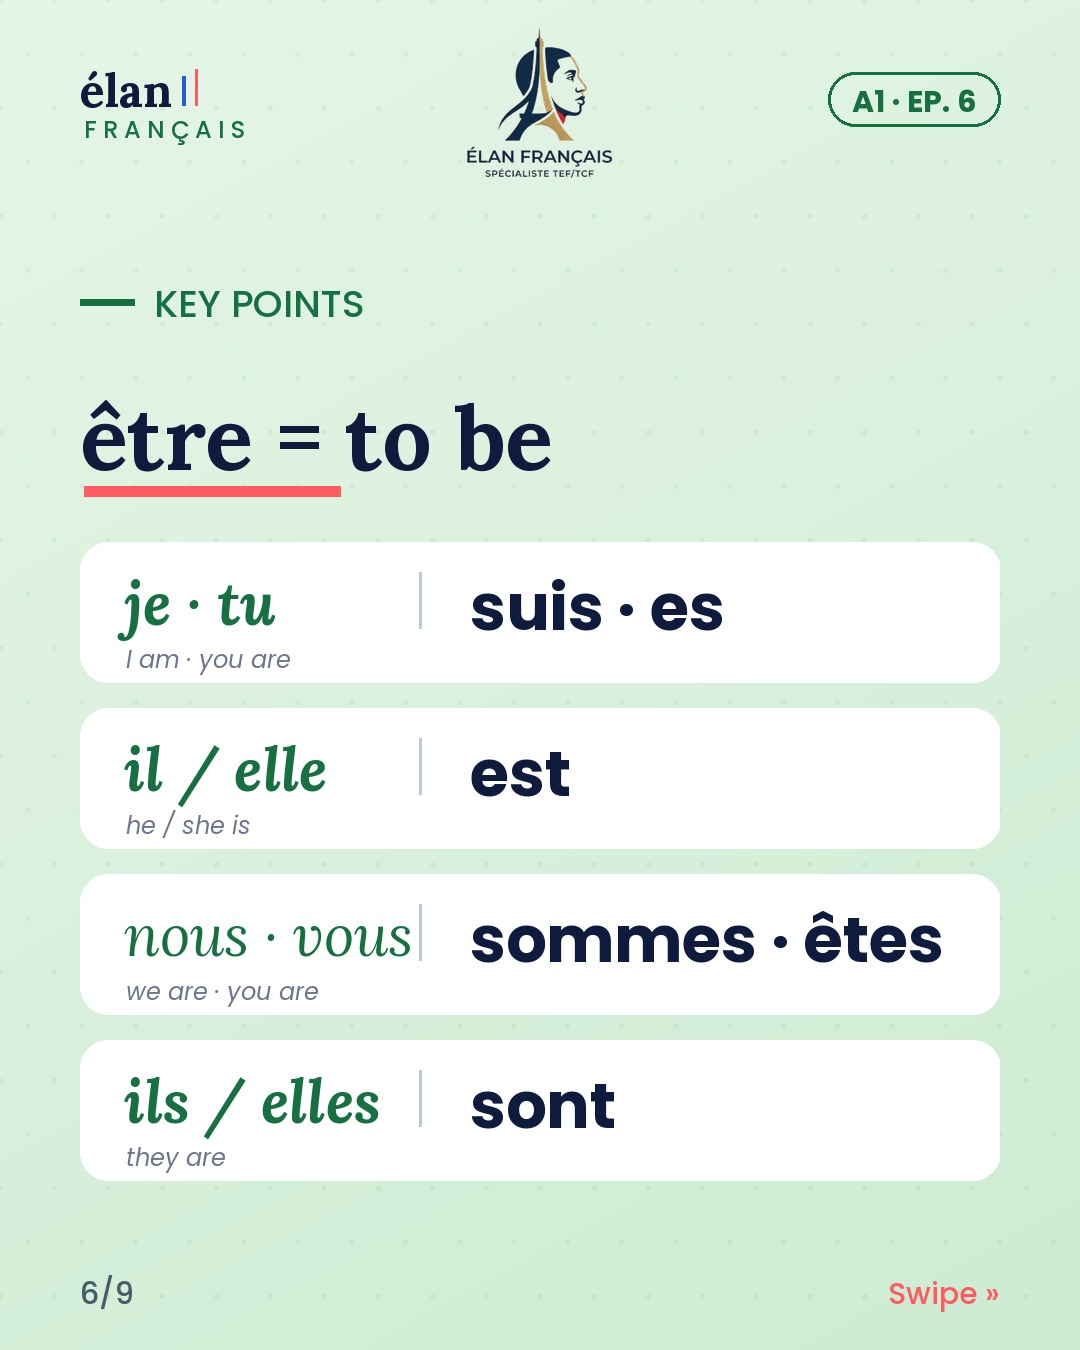 élan
FRANÇAIS
ÉLAN FRANÇAIS
SPÉCIALISTE TEF/TCF
A1 · EP. 6
KEY POINTS
être = to be
je · tu
suis · es
I am · you are
il / elle
est
he / she is
nous · vous
sommes · êtes
we are · you are
ils / elles
sont
they are
6/9
Swipe »